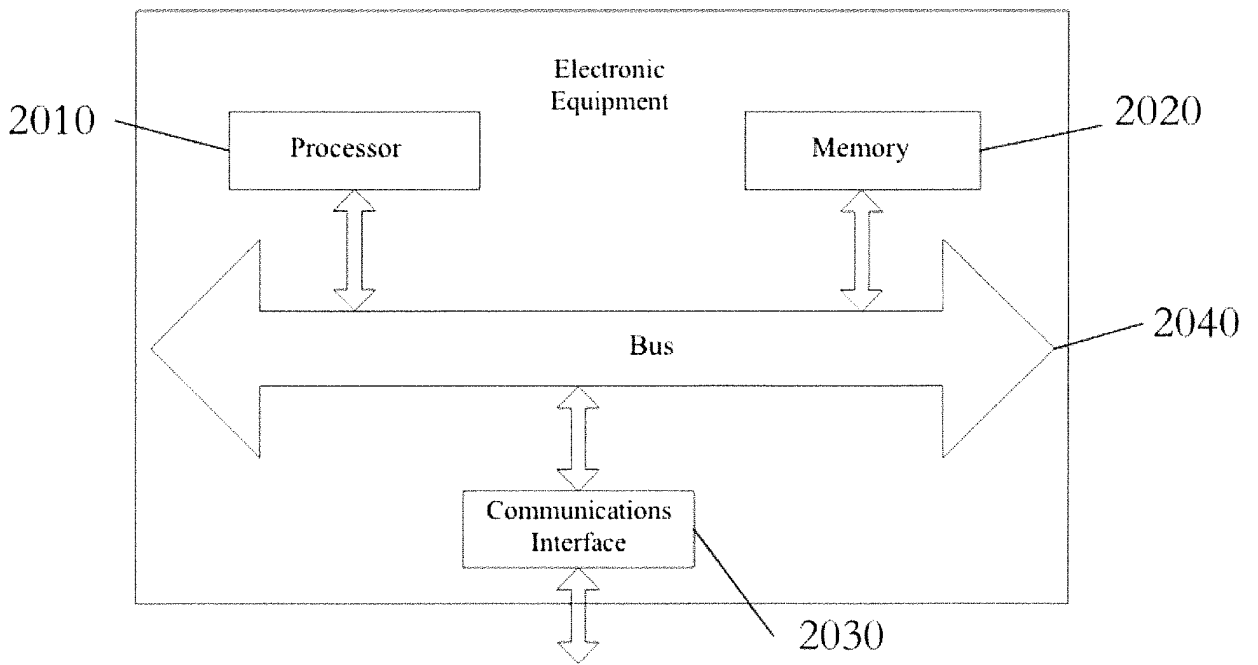 Electronic
Equipment
2010
Processor
Memory
2020
Bus
2040
Communications
Interface
2030